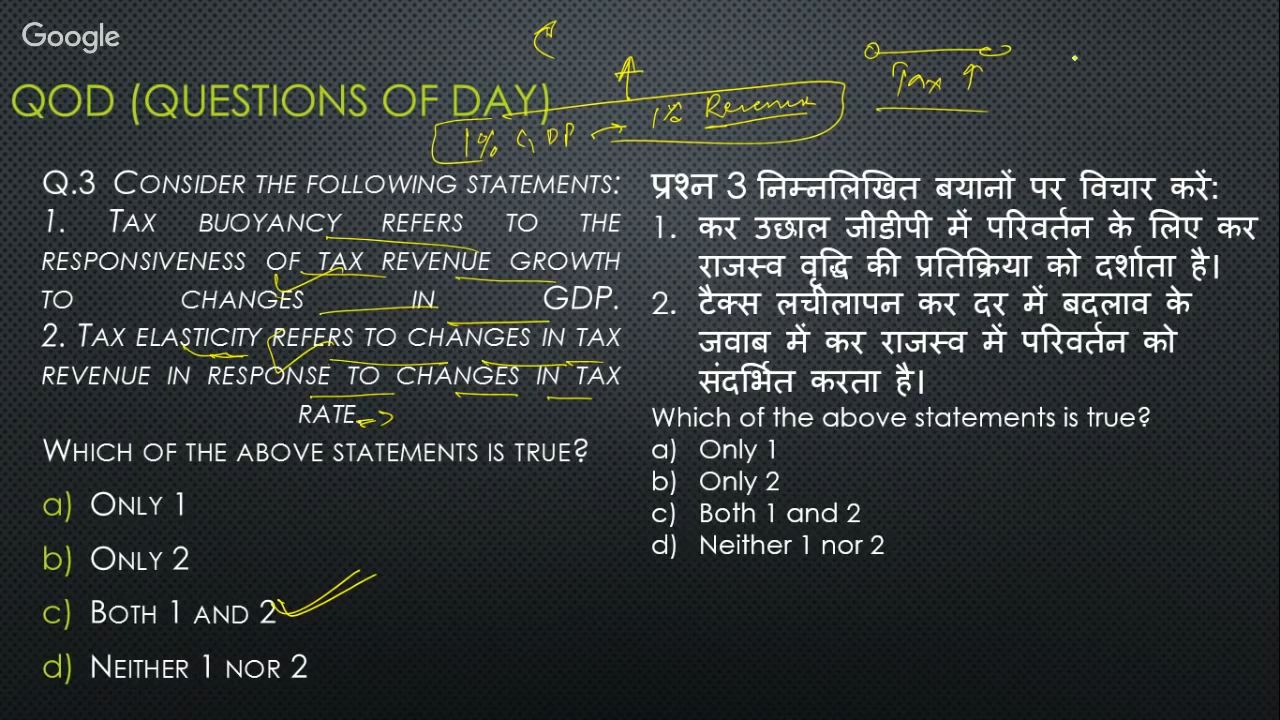 Google
QOD (QUESTIONS OF DAY)
1% GDP → 1% Revenue
Tax ↑
Q.3 CONSIDER THE FOLLOWING STATEMENTS:
1. TAX BUOYANCY REFERS TO THE
RESPONSIVENESS OF TAX REVENUE GROWTH
TO CHANGES IN GDP.
2. TAX ELASTICITY REFERS TO CHANGES IN TAX
REVENUE IN RESPONSE TO CHANGES IN TAX
RATE
WHICH OF THE ABOVE STATEMENTS IS TRUE?
a) ONLY 1
b) ONLY 2
c) BOTH 1 AND 2
d) NEITHER 1 NOR 2
प्रश्न 3 निम्नलिखित बयानों पर विचार करें:
1. कर उछाल जीडीपी में परिवर्तन के लिए कर
राजस्व वृद्धि की प्रतिक्रिया को दर्शाता है।
2. टैक्स लचीलापन कर दर में बदलाव के
जवाब में कर राजस्व में परिवर्तन को
संदर्भित करता है।
Which of the above statements is true?
a) Only 1
b) Only 2
c) Both 1 and 2
d) Neither 1 nor 2